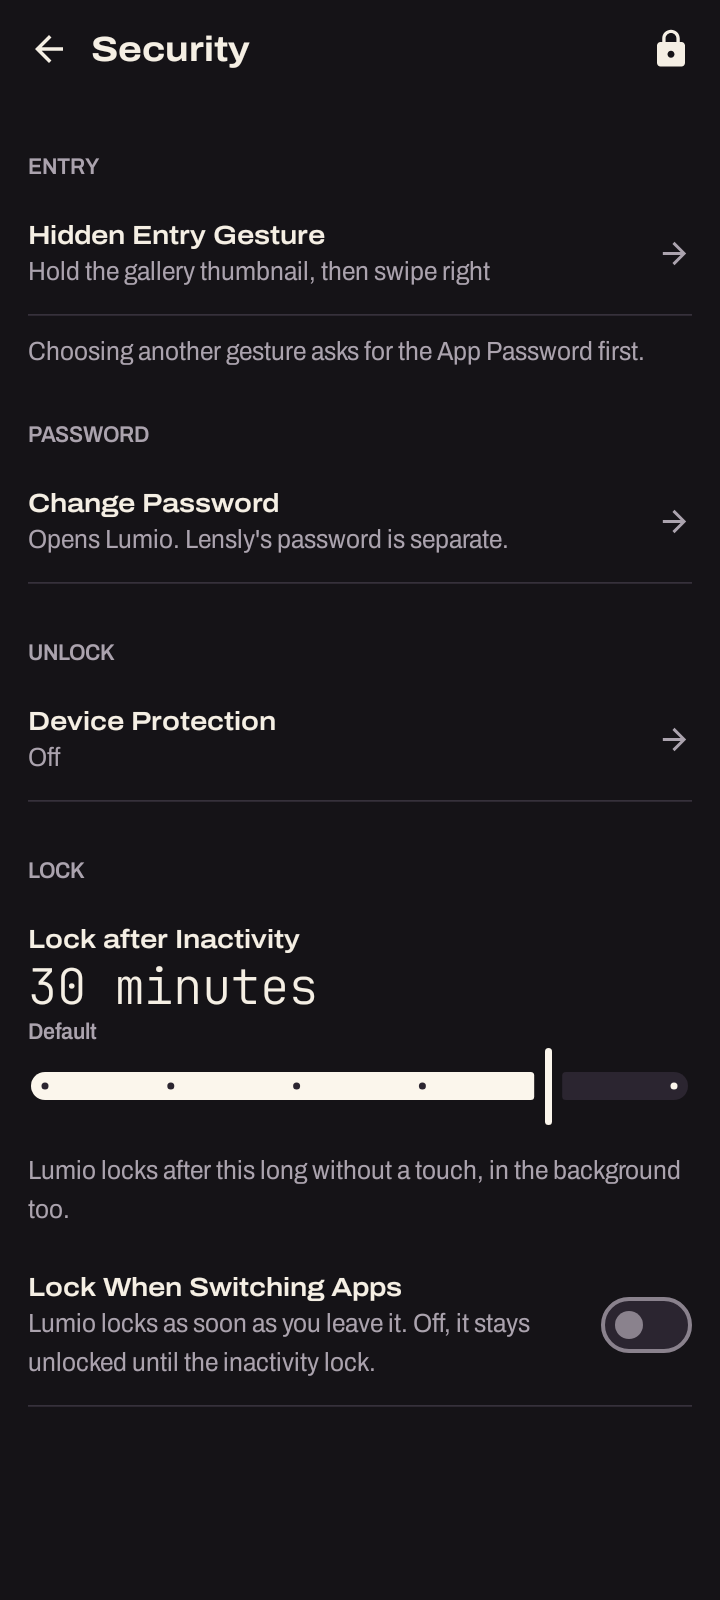 Security
ENTRY
Hidden Entry Gesture
Hold the gallery thumbnail, then swipe right
Choosing another gesture asks for the App Password first.
PASSWORD
Change Password
Opens Lumio. Lensly's password is separate.
UNLOCK
Device Protection
Off
LOCK
Lock after Inactivity
30 minutes
Default
Lumio locks after this long without a touch, in the background
too.
Lock When Switching Apps
Lumio locks as soon as you leave it. Off, it stays
unlocked until the inactivity lock.